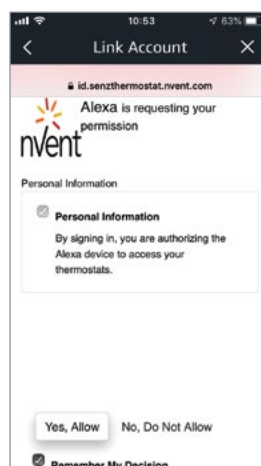 10:53 63%
Link Account
id.senzthermostat.nvent.com
nvent
Alexa is requesting your
permission
Personal Information
Personal Information
By signing in, you are authorizing the
Alexa device to access your
thermostats.
Yes, Allow No, Do Not Allow
Remember My Decision